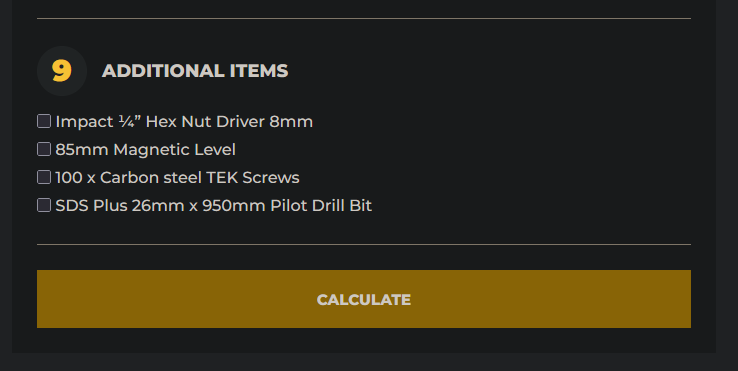 9
ADDITIONAL ITEMS
Impact ¼” Hex Nut Driver 8mm
85mm Magnetic Level
100 x Carbon steel TEK Screws
SDS Plus 26mm x 950mm Pilot Drill Bit
CALCULATE